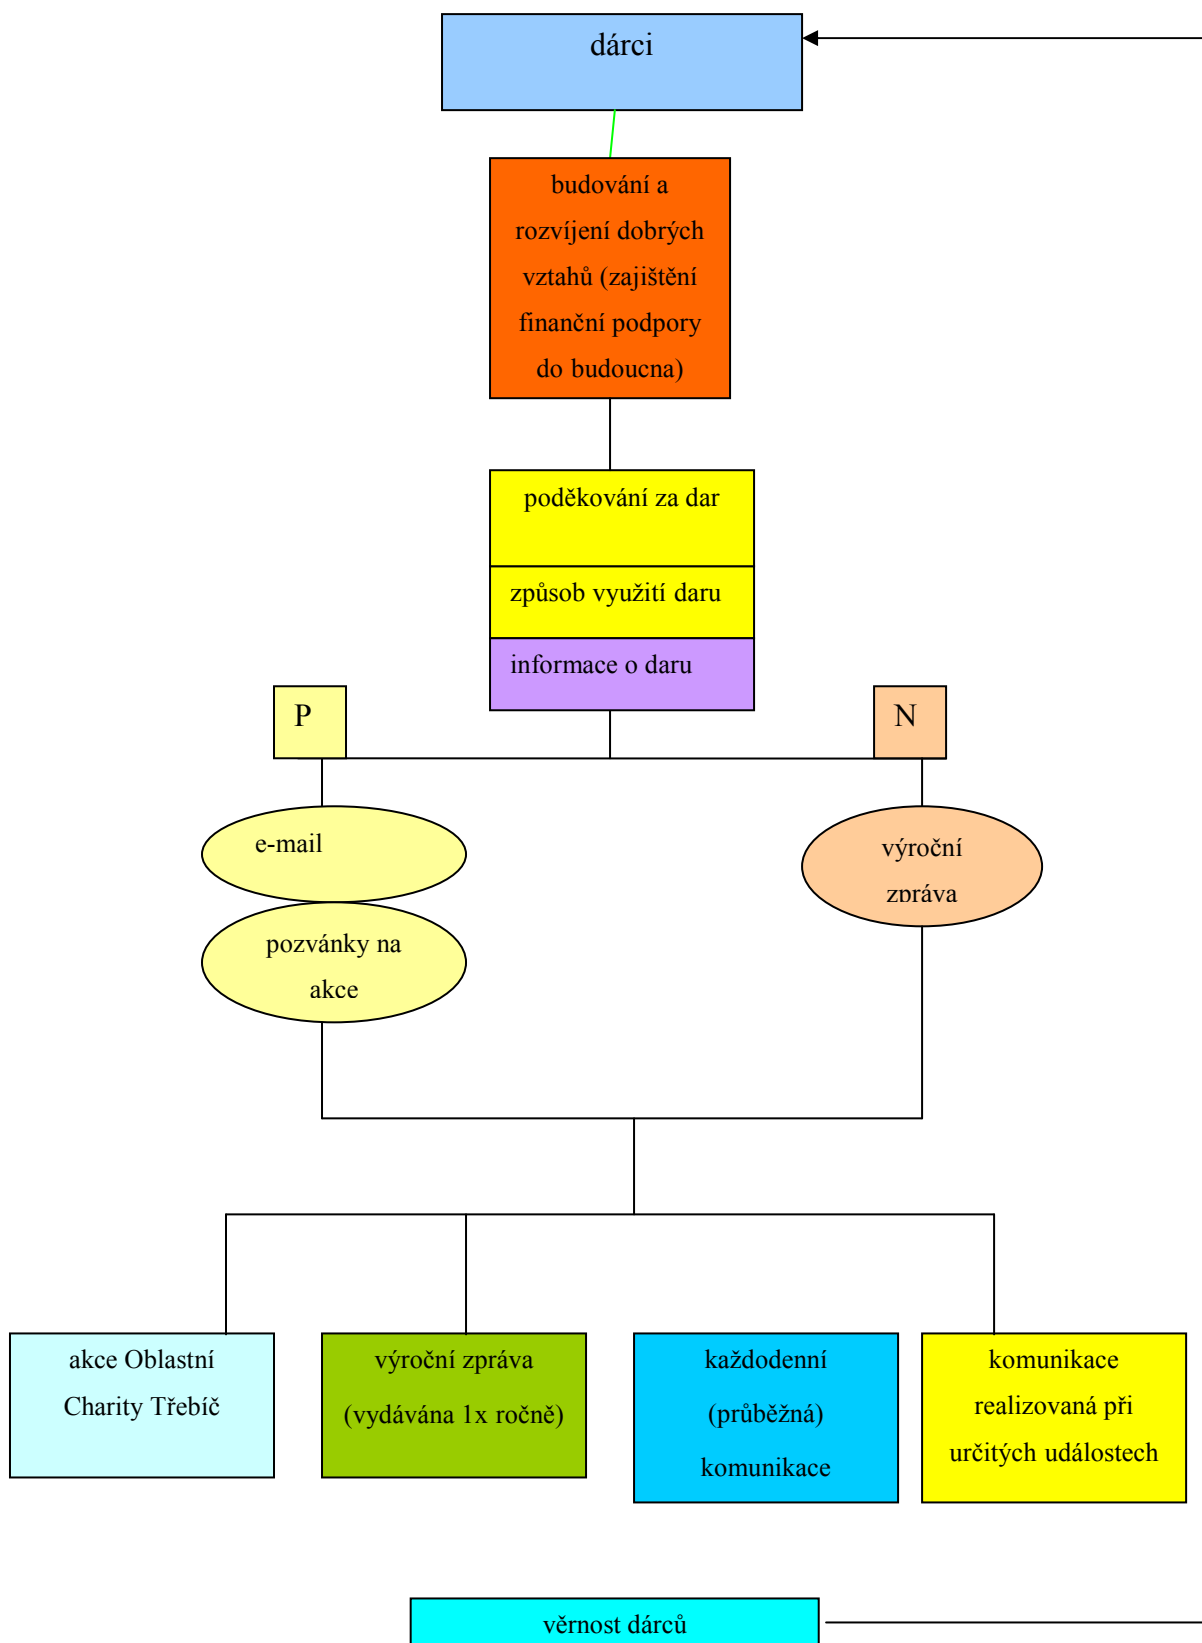 dárci
budování a
rozvíjení dobrých
vztahů (zajištění
finanční podpory
do budoucna)
poděkování za dar
způsob využití daru
informace o daru
P
N
e-mail
pozvánky na
akce
výroční
zpráva
akce Oblastní
Charity Třebíč
výroční zpráva
(vydávána 1x ročně)
každodenní
(průběžná)
komunikace
komunikace
realizovaná při
určitých událostech
věrnost dárců